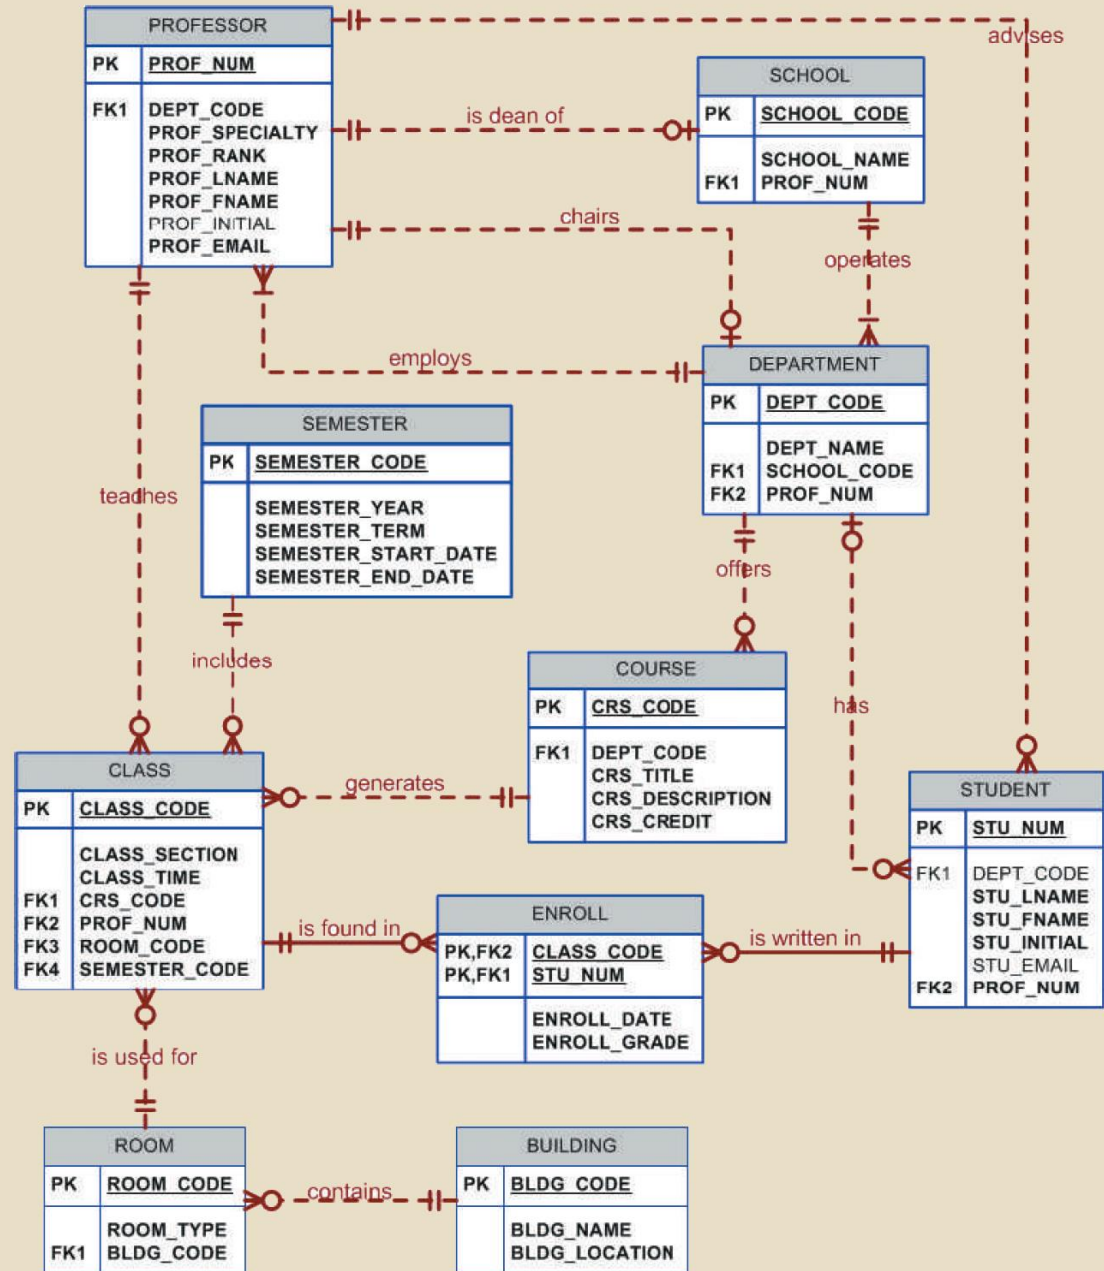 PROFESSOR
PK PROF_NUM
FK1 DEPT_CODE
PROF_SPECIALTY
PROF_RANK
PROF_LNAME
PROF_FNAME
PROF_INITIAL
PROF_EMAIL
advises
is dean of
SCHOOL
PK SCHOOL_CODE
SCHOOL_NAME
FK1 PROF_NUM
chairs
operates
employs
DEPARTMENT
PK DEPT_CODE
DEPT_NAME
FK1 SCHOOL_CODE
FK2 PROF_NUM
SEMESTER
PK SEMESTER_CODE
SEMESTER_YEAR
SEMESTER_TERM
SEMESTER_START_DATE
SEMESTER_END_DATE
teaches
offers
includes
COURSE
PK CRS_CODE
FK1 DEPT_CODE
CRS_TITLE
CRS_DESCRIPTION
CRS_CREDIT
has
CLASS
PK CLASS_CODE
CLASS_SECTION
CLASS_TIME
FK1 CRS_CODE
FK2 PROF_NUM
FK3 ROOM_CODE
FK4 SEMESTER_CODE
generates
STUDENT
PK STU_NUM
FK1 DEPT_CODE
STU_LNAME
STU_FNAME
STU_INITIAL
STU_EMAIL
FK2 PROF_NUM
is found in
ENROLL
PK,FK2 CLASS_CODE
PK,FK1 STU_NUM
ENROLL_DATE
ENROLL_GRADE
is written in
is used for
ROOM
PK ROOM_CODE
ROOM_TYPE
FK1 BLDG_CODE
contains
BUILDING
PK BLDG_CODE
BLDG_NAME
BLDG_LOCATION